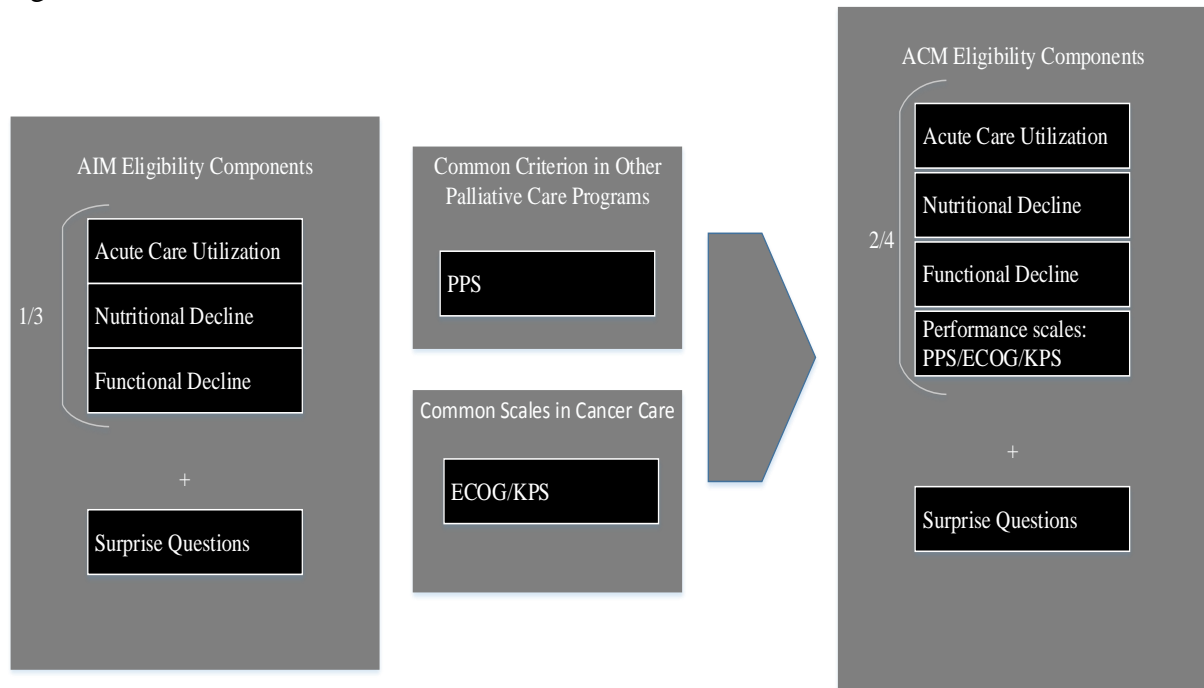 AIM Eligibility Components
1/3
Acute Care Utilization
Nutritional Decline
Functional Decline
+
Surprise Questions
Common Criterion in Other
Palliative Care Programs
PPS
Common Scales in Cancer Care
ECOG/KPS
ACM Eligibility Components
2/4
Acute Care Utilization
Nutritional Decline
Functional Decline
Performance scales:
PPS/ECOG/KPS
+
Surprise Questions